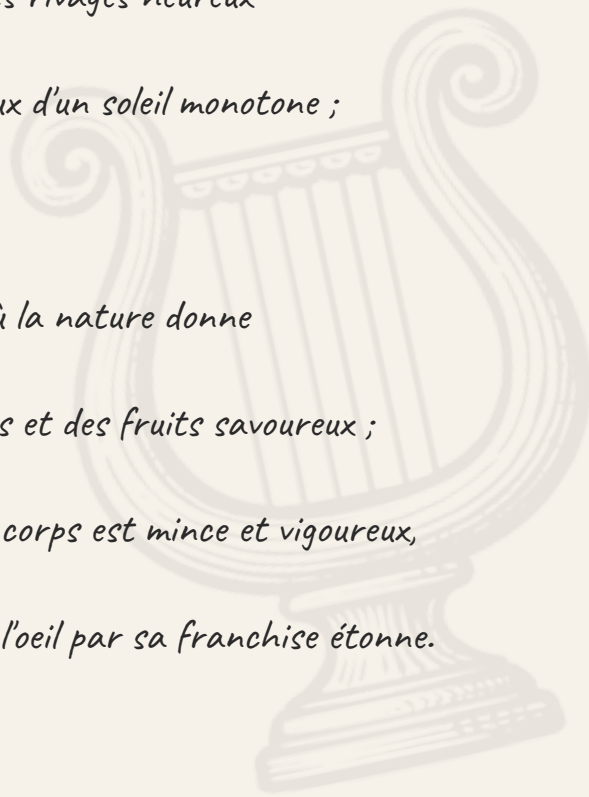 rivages heureux
d'un soleil monotone ;
la nature donne
et des fruits savoureux ;
corps est mince et vigoureux,
l'oeil par sa franchise étonne.